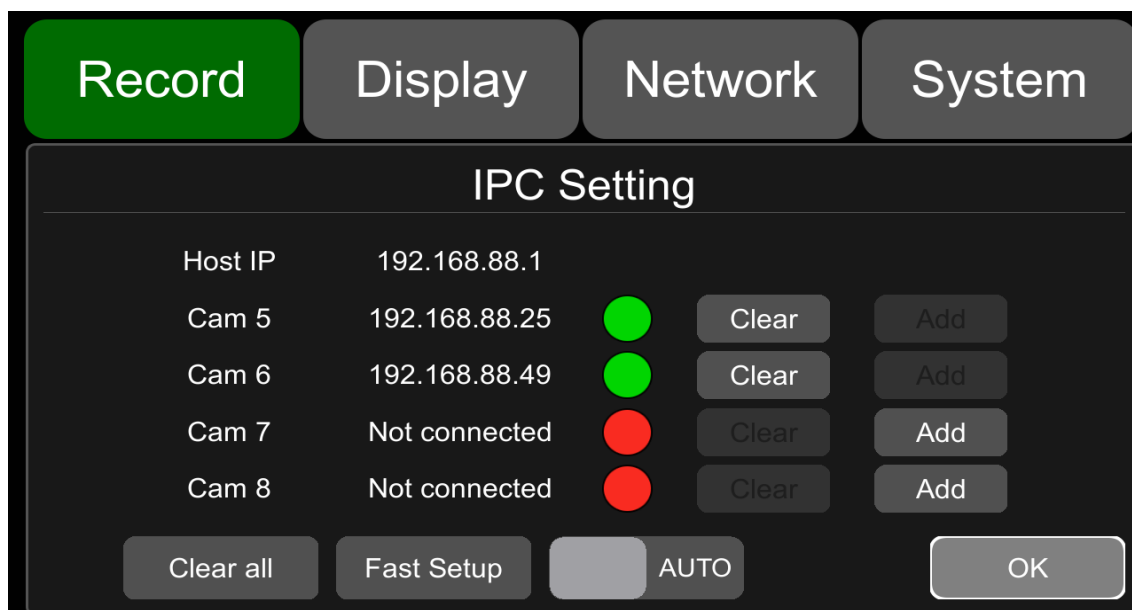 Record Display Network System
IPC Setting
Host IP 192.168.88.1
Cam 5 192.168.88.25 Clear Add
Cam 6 192.168.88.49 Clear Add
Cam 7 Not connected Clear Add
Cam 8 Not connected Clear Add
Clear all Fast Setup AUTO OK